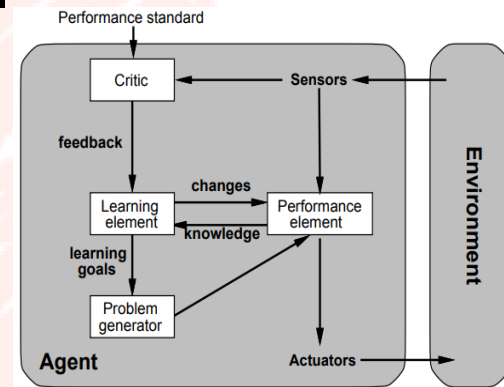 Performance standard
Critic
Sensors
feedback
changes
Learning
element
Performance
element
knowledge
learning
goals
Problem
generator
Agent
Actuators
Environment